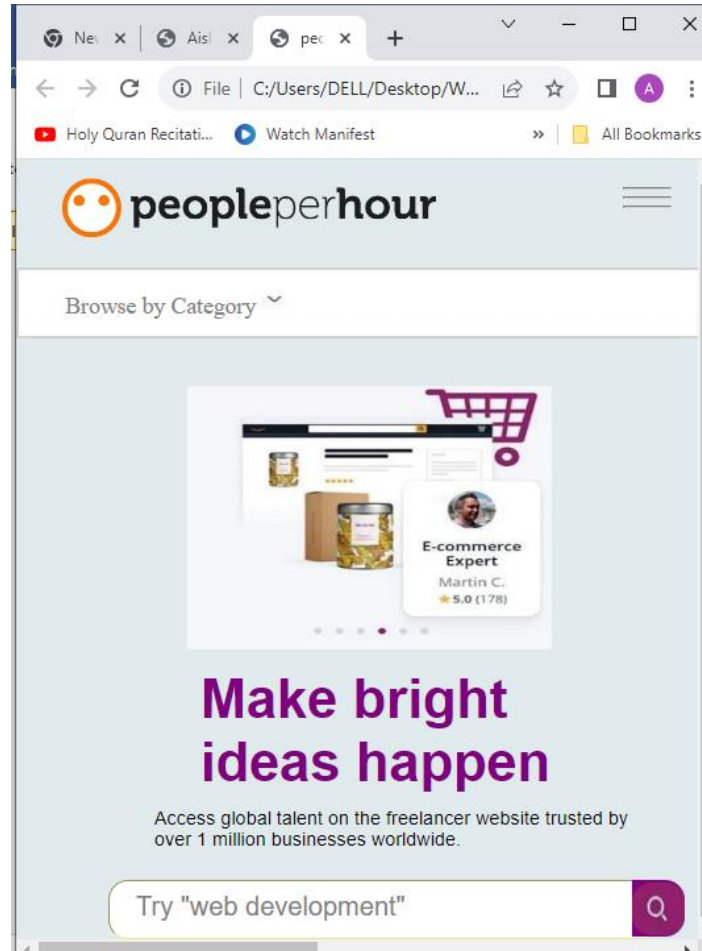 Ne
Aisl
pec
File
C:/Users/DELL/Desktop/W...
A
Holy Quran Recitati...
Watch Manifest
»
All Bookmarks
peopleperhour
Browse by Category
E-commerce
Expert
Martin C.
5.0 (178)
Make bright
ideas happen
Access global talent on the freelancer website trusted by
over 1 million businesses worldwide.
Try "web development"